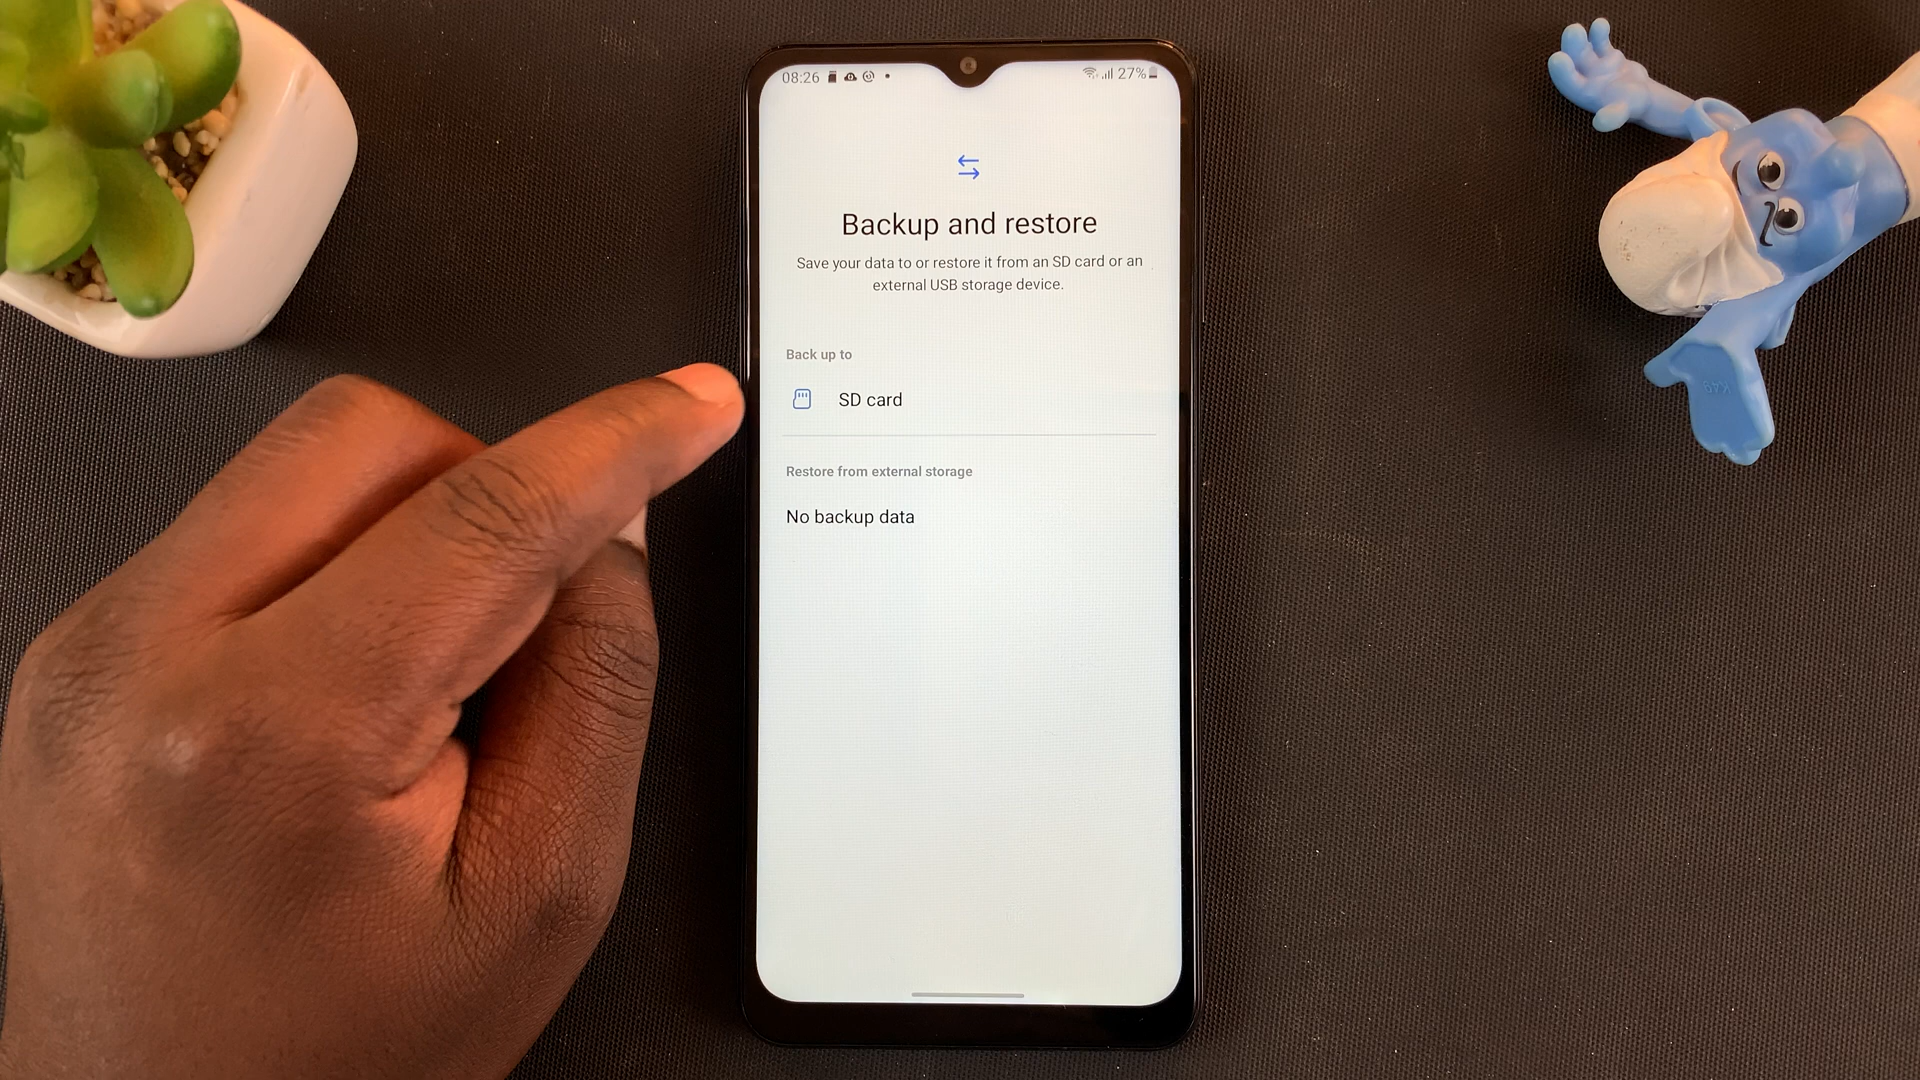 08:26
27%
Backup and restore
Save your data to or restore it from an SD card or an
external USB storage device.
Back up to
SD card
Restore from external storage
No backup data